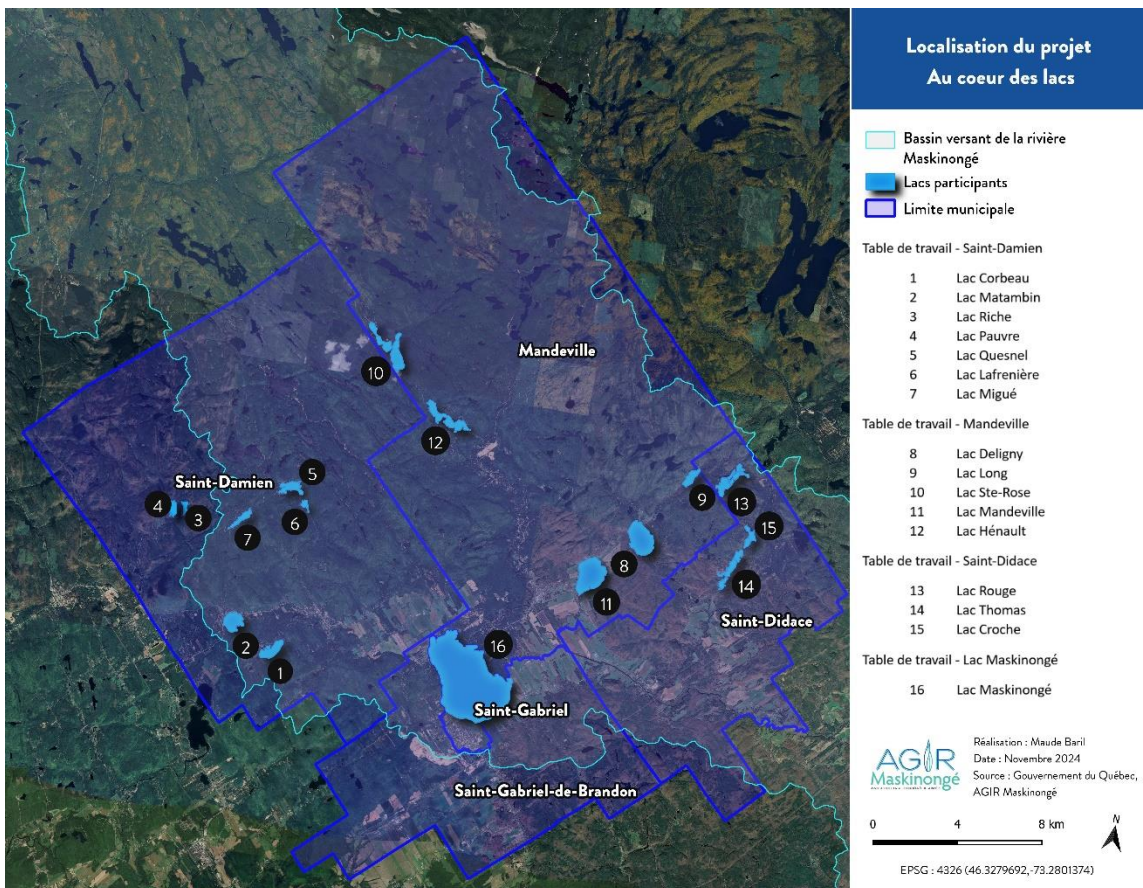 Localisation du projet
Au coeur des lacs
Bassin versant de la rivière
Maskinongé
Lacs participants
Limite municipale
Table de travail - Saint-Damien
1 Lac Corbeau
2 Lac Matambin
3 Lac Riche
4 Lac Pauvre
5 Lac Quesnel
6 Lac Lafrenière
7 Lac Migué
Table de travail - Mandeville
8 Lac Deligny
9 Lac Long
10 Lac Ste-Rose
11 Lac Mandeville
12 Lac Hénault
Table de travail - Saint-Didace
13 Lac Rouge
14 Lac Thomas
15 Lac Croche
Table de travail - Lac Maskinongé
16 Lac Maskinongé
AGIR
Maskinongé
Réalisation : Maude Baril
Date : Novembre 2024
Source : Gouvernement du Québec,
AGIR Maskinongé
0 4 8 km
N
EPSG : 4326 (46.3279692,-73.2801374)
Mandeville
10
12
Saint-Damien
5
4
3
6
7
9
13
15
8
14
11
Saint-Didace
2
1
16
Saint-Gabriel
Saint-Gabriel-de-Brandon